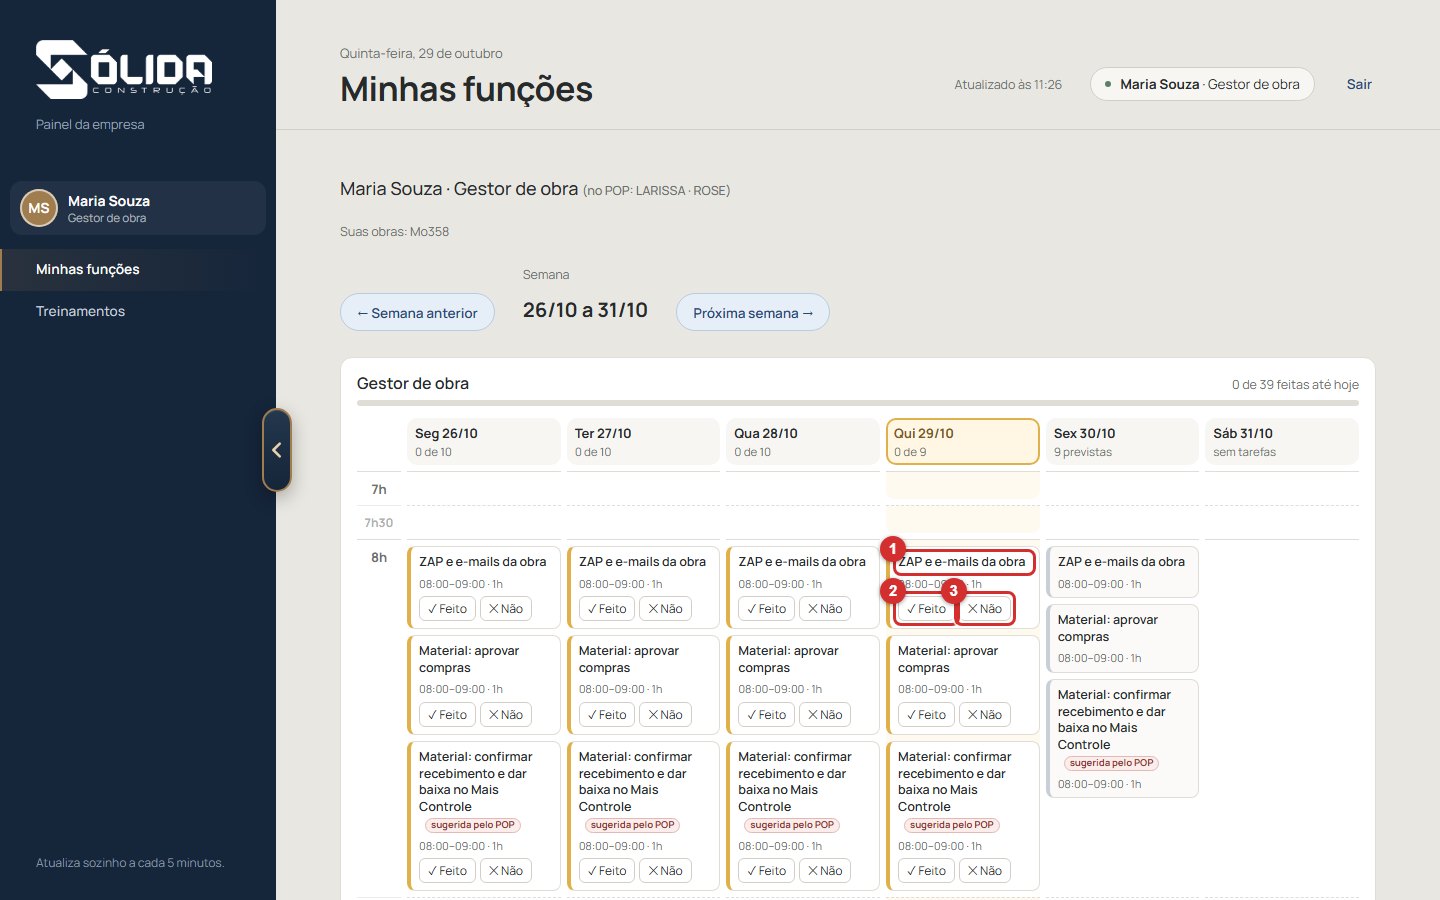 SÓLIDA
CONSTRUÇÃO
Painel da empresa
MS
Maria Souza
Gestor de obra
Minhas funções
Treinamentos
Atualiza sozinho a cada 5 minutos.
Quinta-feira, 29 de outubro
Minhas funções
Atualizado às 11:26
Maria Souza · Gestor de obra
Sair
Maria Souza · Gestor de obra (no POP: LARISSA · ROSE)
Suas obras: Mo358
← Semana anterior
Semana
26/10 a 31/10
Próxima semana →
Gestor de obra
0 de 39 feitas até hoje
Seg 26/10
0 de 10
Ter 27/10
0 de 10
Qua 28/10
0 de 10
Qui 29/10
0 de 9
Sex 30/10
9 previstas
Sáb 31/10
sem tarefas
7h
7h30
8h
ZAP e e-mails da obra
08:00–09:00 · 1h
✓ Feito
✕ Não
Material: aprovar
compras
08:00–09:00 · 1h
✓ Feito
✕ Não
Material: confirmar
recebimento e dar
baixa no Mais
Controle
sugerida pelo POP
08:00–09:00 · 1h
✓ Feito
✕ Não
ZAP e e-mails da obra
08:00–09:00 · 1h
✓ Feito
✕ Não
Material: aprovar
compras
08:00–09:00 · 1h
✓ Feito
✕ Não
Material: confirmar
recebimento e dar
baixa no Mais
Controle
sugerida pelo POP
08:00–09:00 · 1h
✓ Feito
✕ Não
ZAP e e-mails da obra
08:00–09:00 · 1h
✓ Feito
✕ Não
Material: aprovar
compras
08:00–09:00 · 1h
✓ Feito
✕ Não
Material: confirmar
recebimento e dar
baixa no Mais
Controle
sugerida pelo POP
08:00–09:00 · 1h
✓ Feito
✕ Não
1
ZAP e e-mails da obra
1h
2
✓ Feito
3
✕ Não
Material: aprovar
compras
08:00–09:00 · 1h
✓ Feito
✕ Não
Material: confirmar
recebimento e dar
baixa no Mais
Controle
sugerida pelo POP
08:00–09:00 · 1h
✓ Feito
✕ Não
ZAP e e-mails da obra
08:00–09:00 · 1h
Material: aprovar
compras
08:00–09:00 · 1h
Material: confirmar
recebimento e dar
baixa no Mais
Controle
sugerida pelo POP
08:00–09:00 · 1h